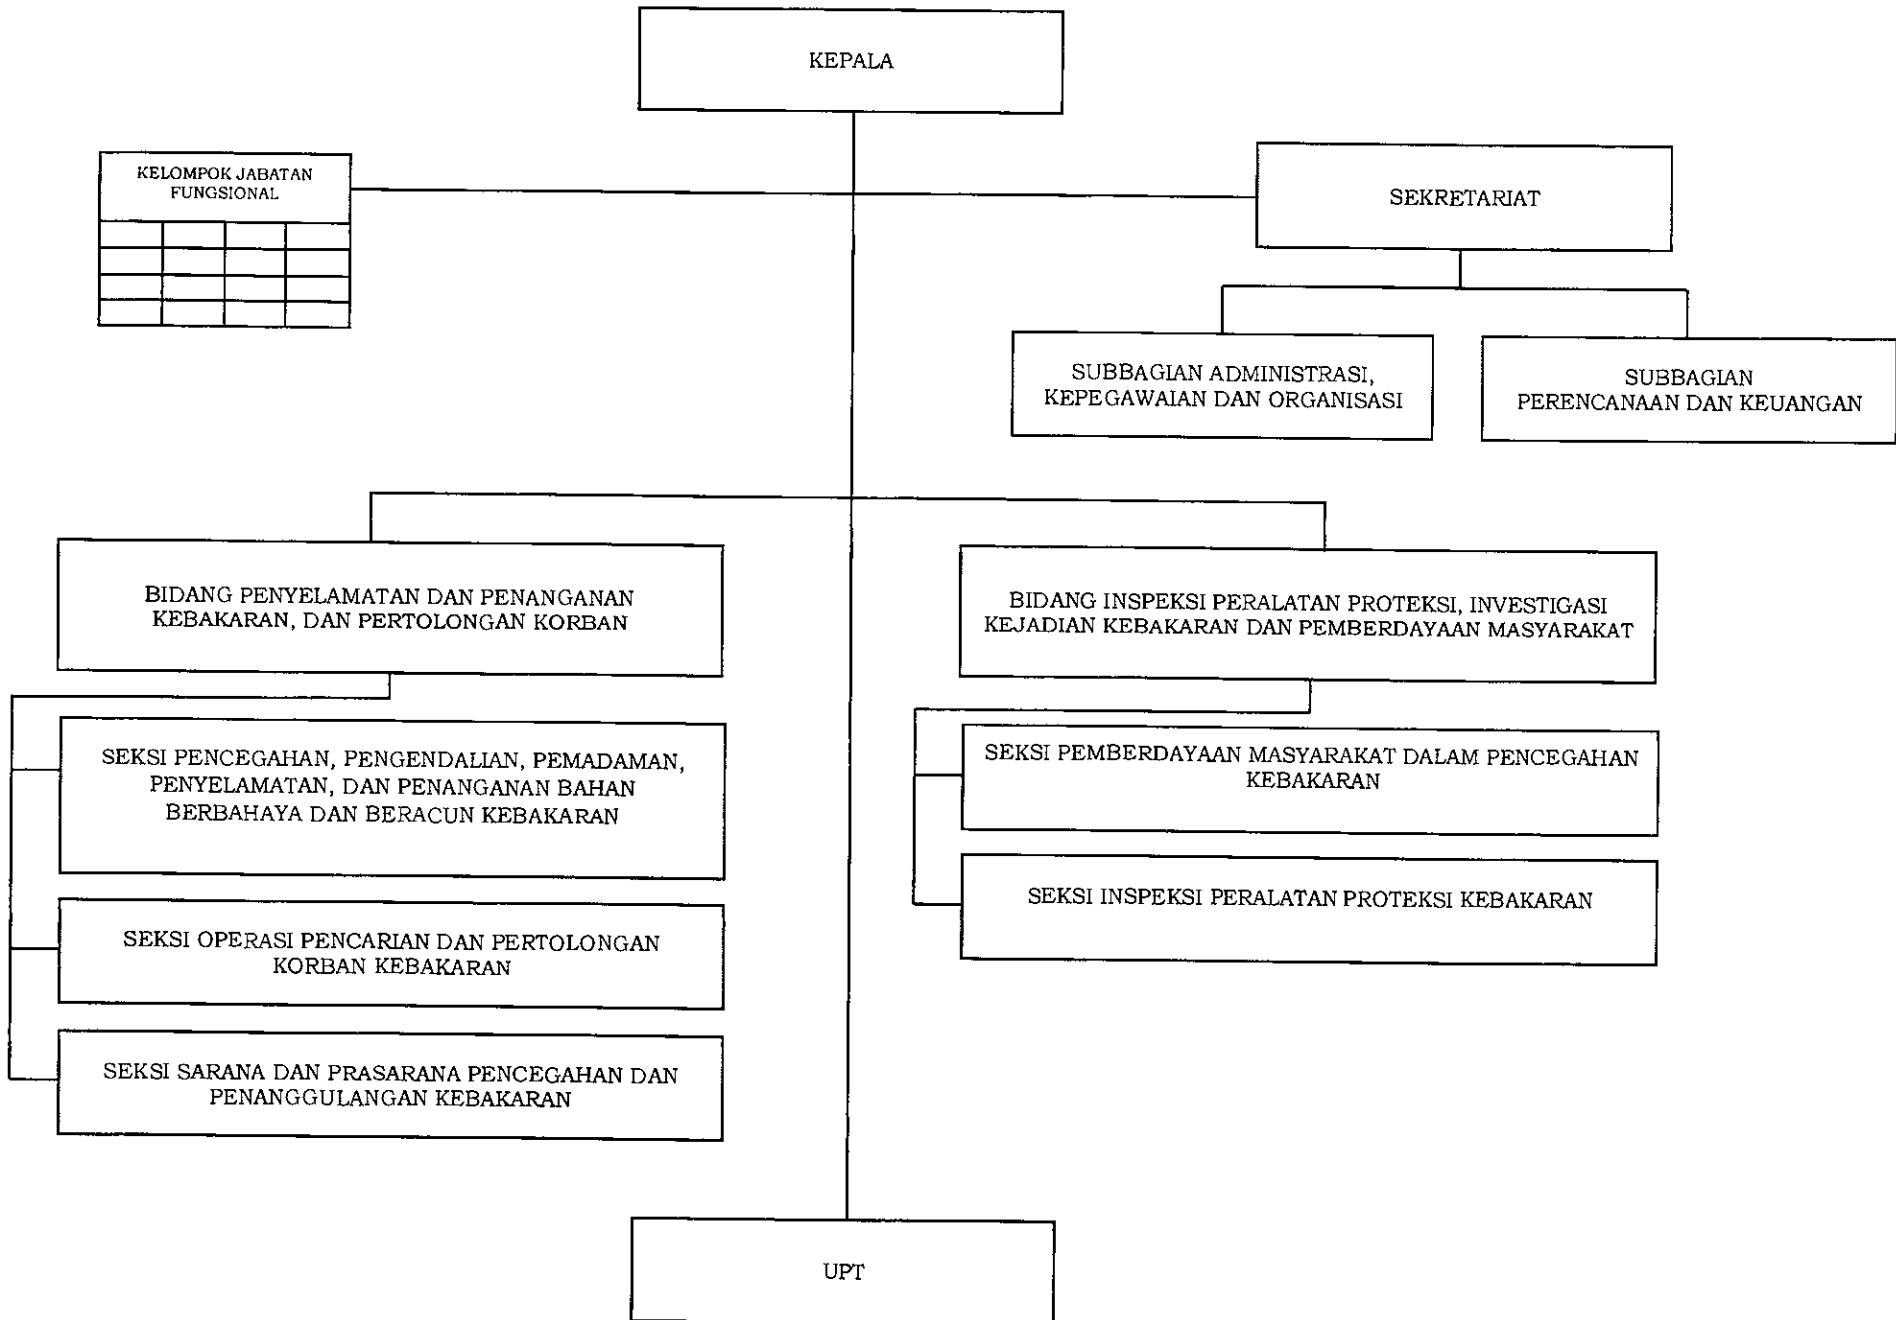 KEPALA
KELOMPOK JABATAN
FUNGSIONAL
SEKRETARIAT
SUBBAGIAN ADMINISTRASI,
KEPEGAWAIAN DAN ORGANISASI
SUBBAGIAN
PERENCANAAN DAN KEUANGAN
BIDANG PENYELAMATAN DAN PENANGANAN
KEBAKARAN, DAN PERTOLONGAN KORBAN
BIDANG INSPEKSI PERALATAN PROTEKSI, INVESTIGASI
KEJADIAN KEBAKARAN DAN PEMBERDAYAAN MASYARAKAT
SEKSI PENCEGAHAN, PENGENDALIAN, PEMADAMAN,
PENYELAMATAN, DAN PENANGANAN BAHAN
BERBAHAYA DAN BERACUN KEBAKARAN
SEKSI PEMBERDAYAAN MASYARAKAT DALAM PENCEGAHAN
KEBAKARAN
SEKSI OPERASI PENCARIAN DAN PERTOLONGAN
KORBAN KEBAKARAN
SEKSI INSPEKSI PERALATAN PROTEKSI KEBAKARAN
SEKSI SARANA DAN PRASARANA PENCEGAHAN DAN
PENANGGULANGAN KEBAKARAN
UPT